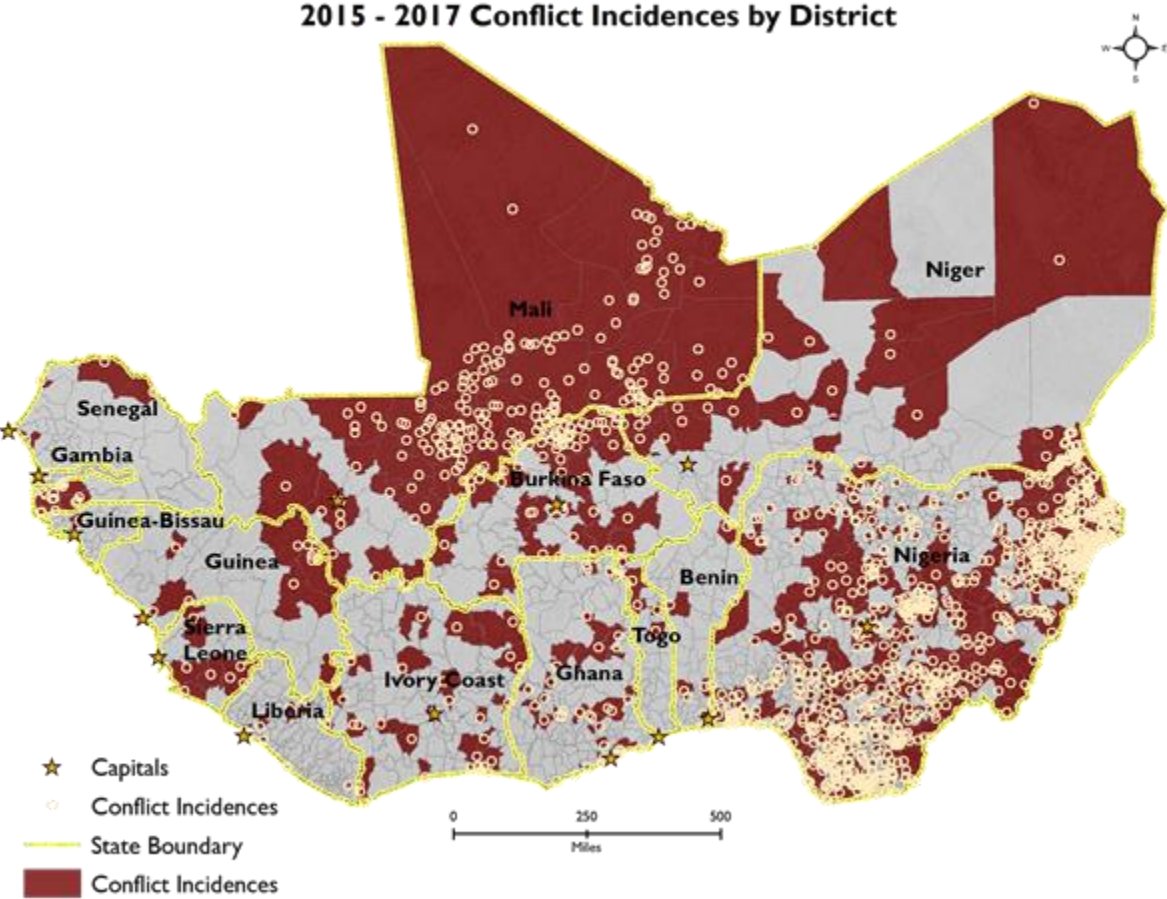 2015 - 2017 Conflict Incidences by District
N
W E
S
Niger
Mali
Senegal
Gambia
Burkina Faso
Guinea-Bissau
Nigeria
Guinea
Benin
Sierra
Leone
Togo
Ghana
Ivory Coast
Liberia
Capitals
Conflict Incidences
State Boundary
Conflict Incidences
0 250 500
Miles